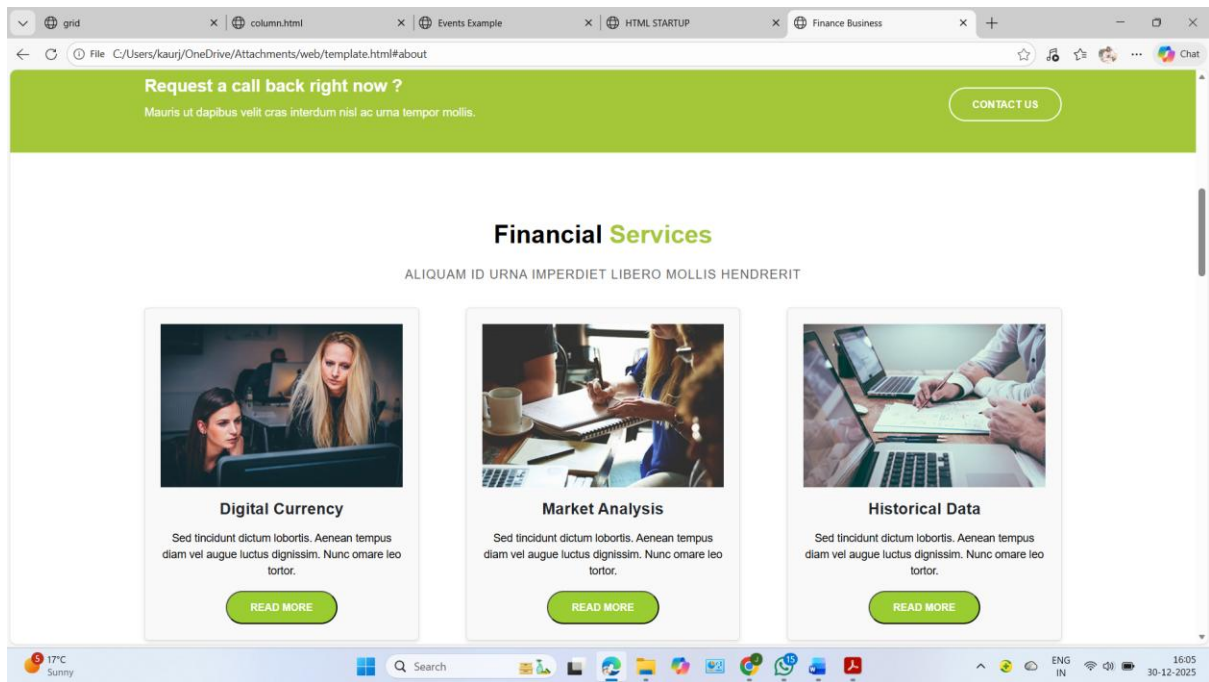 grid
column.html
Events Example
HTML STARTUP
Finance Business
File C:/Users/kaurj/OneDrive/Attachments/web/template.html#about
Chat
Request a call back right now ?
Mauris ut dapibus velit cras interdum nisl ac urna tempor mollis.
CONTACT US
Financial Services
ALIQUAM ID URNA IMPERDIET LIBERO MOLLIS HENDRERIT
Digital Currency
Sed tincidunt dictum lobortis. Aenean tempus
diam vel augue luctus dignissim. Nunc ornare leo
tortor.
READ MORE
Market Analysis
Sed tincidunt dictum lobortis. Aenean tempus
diam vel augue luctus dignissim. Nunc ornare leo
tortor.
READ MORE
Historical Data
Sed tincidunt dictum lobortis. Aenean tempus
diam vel augue luctus dignissim. Nunc ornare leo
tortor.
READ MORE
5
17°C
Sunny
Search
15
ENG
IN
16:05
30-12-2025